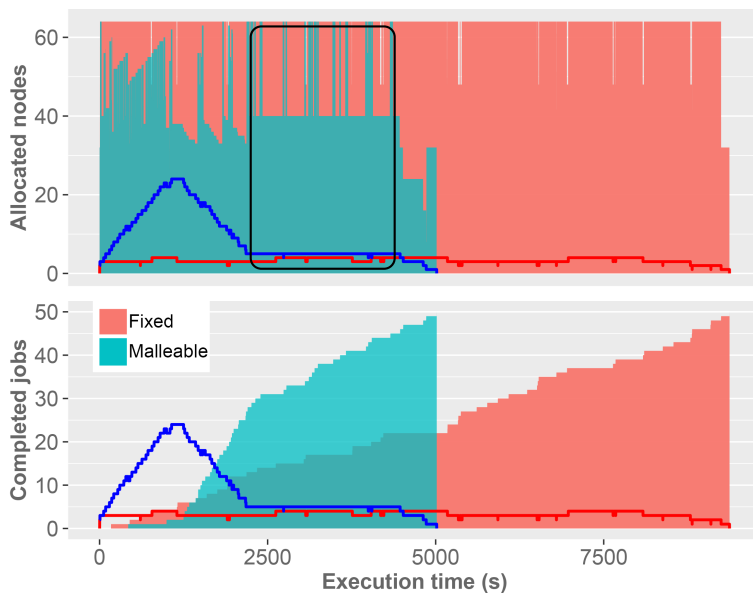 Allocated nodes
60
40
20
0
Completed jobs
50
40
30
20
10
0
Fixed
Malleable
0 2500 5000 7500
Execution time (s)